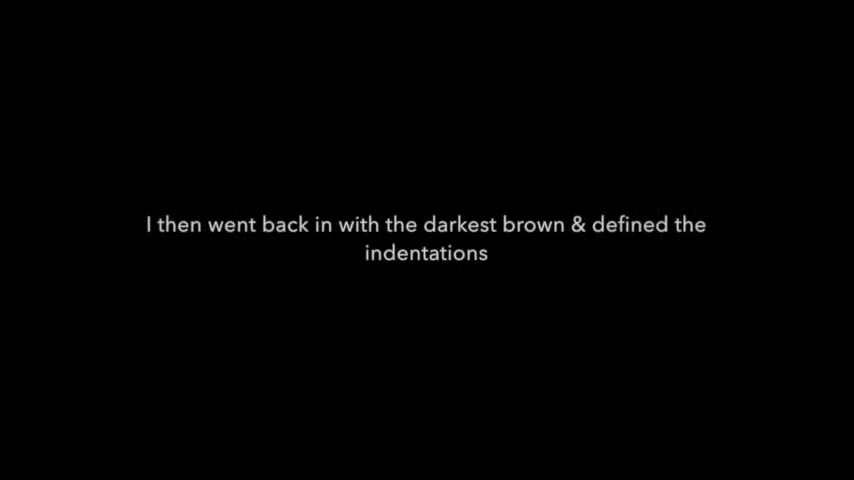 I then went back in with the darkest brown & defined the
indentations